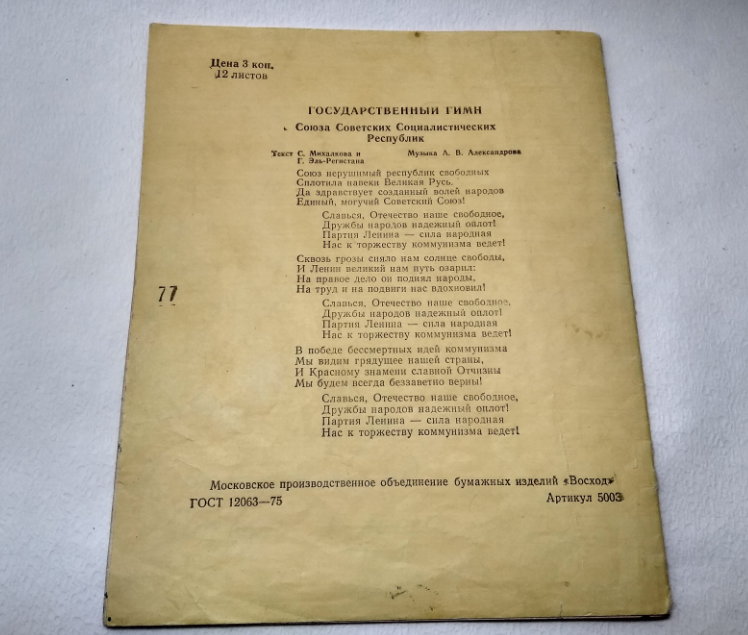 Цена 3 коп.
12 листов
ГОСУДАРСТВЕННЫЙ ГИМН
Союза Советских Социалистических
Республик
Текст С. Михалкова и
Г. Эль-Регистана
Музыка А. В. Александрова
Союз нерушимый республик свободных
Сплотила навеки Великая Русь.
Да здравствует созданный волей народов
Единый, могучий Советский Союз!
Славься, Отечество наше свободное,
Дружбы народов надежный оплот!
Партия Ленина — сила народная
Нас к торжеству коммунизма ведет!
Сквозь грозы сияло нам солнце свободы,
И Ленин великий нам путь озарил:
На правое дело он поднял народы,
На труд и на подвиги нас вдохновил!
Славься, Отечество наше свободное,
Дружбы народов надежный оплот!
Партия Ленина — сила народная
Нас к торжеству коммунизма ведет!
В победе бессмертных идей коммунизма
Мы видим грядущее нашей страны,
И Красному знамени славной Отчизны
Мы будем всегда беззаветно верны!
Славься, Отечество наше свободное,
Дружбы народов надежный оплот!
Партия Ленина — сила народная
Нас к торжеству коммунизма ведет!
77
Московское производственное объединение бумажных изделий «Восход»
ГОСТ 12063—75
Артикул 5003